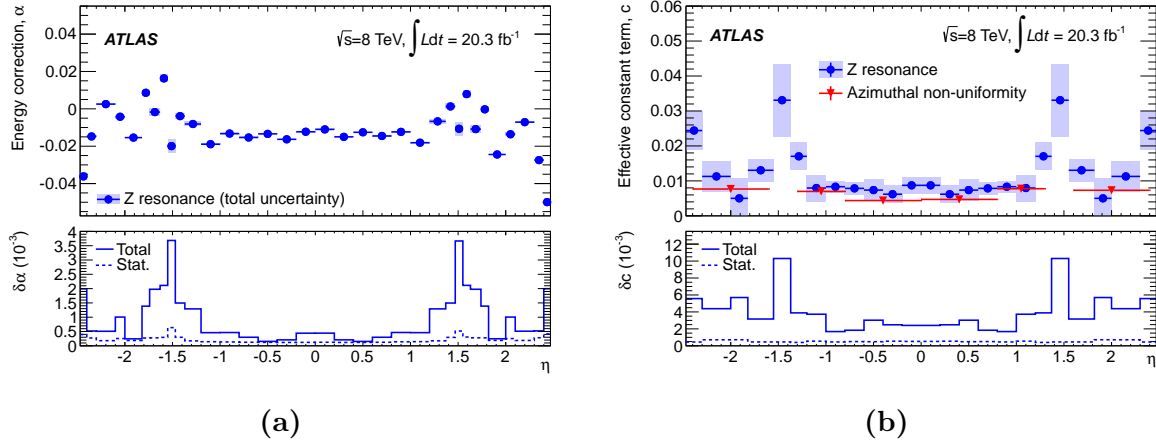 Energy correction, α
0.04
0.02
0
-0.02
-0.04
ATLAS
√s=8 TeV, ∫Ldt = 20.3 fb⁻¹
Z resonance (total uncertainty)
δα (10⁻³)
4
3.5
3
2.5
2
1.5
1
0.5
0
Total
Stat.
-2 -1.5 -1 -0.5 0 0.5 1 1.5 2
η
(a)
Effective constant term, c
0.06
0.05
0.04
0.03
0.02
0.01
0
ATLAS
√s=8 TeV, ∫Ldt = 20.3 fb⁻¹
Z resonance
Azimuthal non-uniformity
δc (10⁻³)
12
10
8
6
4
2
0
Total
Stat.
-2 -1.5 -1 -0.5 0 0.5 1 1.5 2
η
(b)